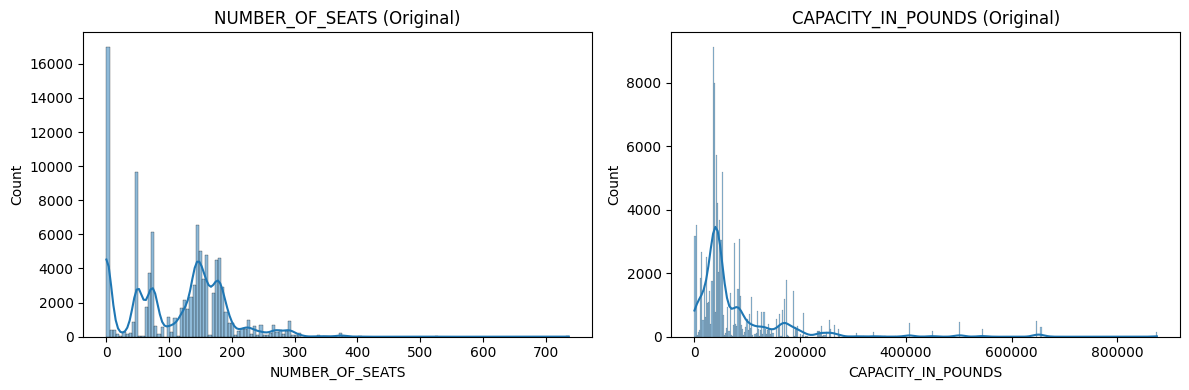 NUMBER_OF_SEATS (Original)
16000
14000
12000
10000
8000
6000
4000
2000
0
Count
0 100 200 300 400 500 600 700
NUMBER_OF_SEATS
CAPACITY_IN_POUNDS (Original)
8000
6000
4000
2000
0
Count
0 200000 400000 600000 800000
CAPACITY_IN_POUNDS